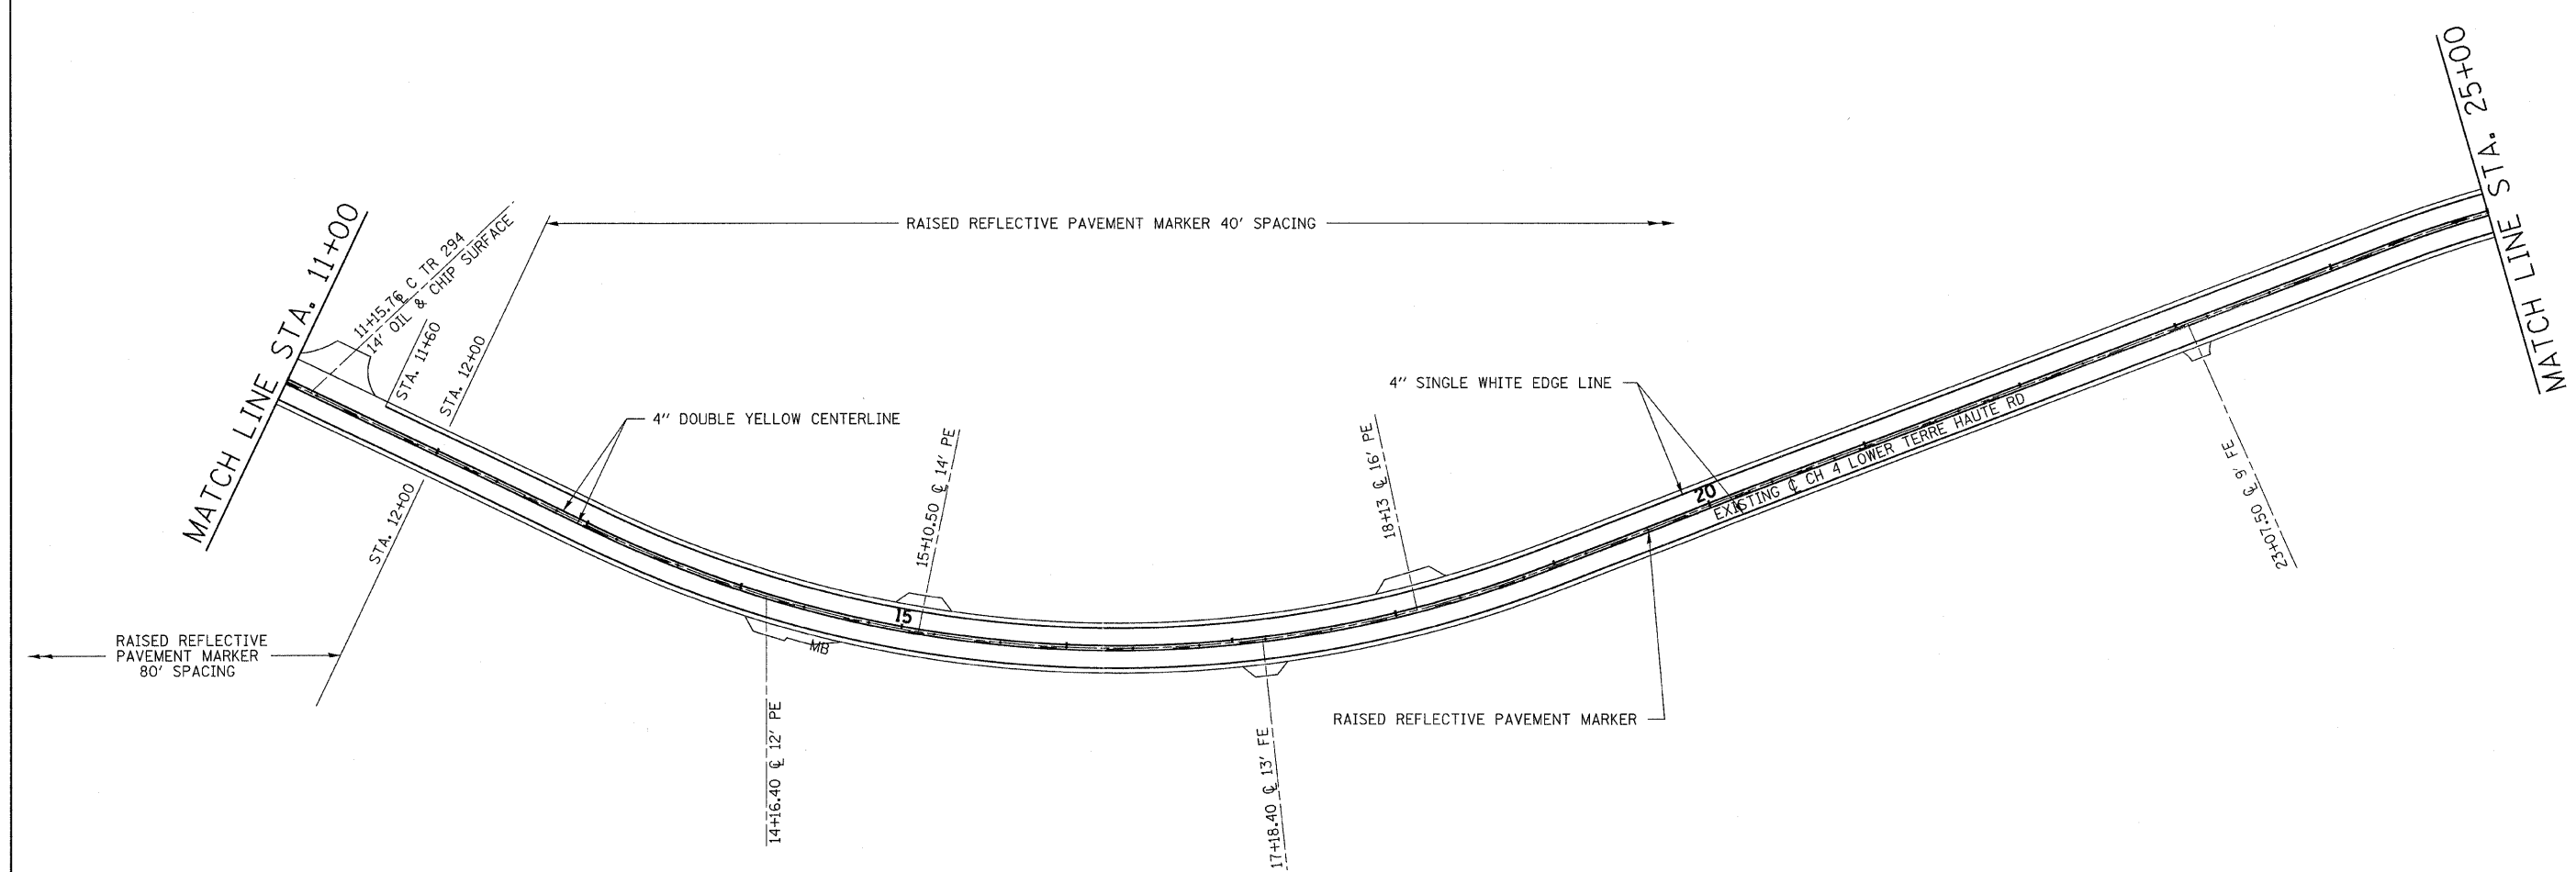 MATCH LINE STA. 11+00
11+15.76 ℄ C TR 294
14' OIL & CHIP SURFACE
STA. 11+60
STA. 12+00
RAISED REFLECTIVE PAVEMENT MARKER 40' SPACING
MATCH LINE STA. 25+00
4" DOUBLE YELLOW CENTERLINE
4" SINGLE WHITE EDGE LINE
STA. 12+00
15+10.50 ℄ 14' PE
18+13 ℄ 16' PE
20
EXISTING ℄ CH 4 LOWER TERRE HAUTE RD
23+07.50 ℄ 9' FE
15
MB
RAISED REFLECTIVE
PAVEMENT MARKER
80' SPACING
14+16.40 ℄ 12' PE
17+18.40 ℄ 13' FE
RAISED REFLECTIVE PAVEMENT MARKER